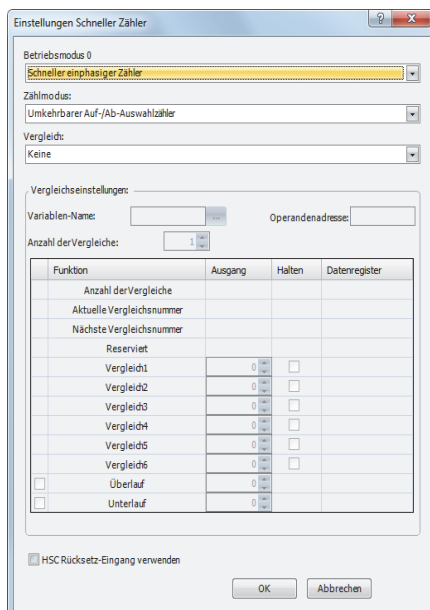 Einstellungen Schneller Zähler
Betriebsmodus 0
Schneller einphasiger Zähler
Zählmodus:
Umkehrbarer Auf-/Ab-Auswahlzähler
Vergleich:
Keine
Vergleichseinstellungen:
Variablen-Name: ... Operandenadresse:
Anzahl derVergleiche: 1
Funktion Ausgang Halten Datenregister
Anzahl derVergleiche
Aktuelle Vergleichsnummer
Nächste Vergleichsnummer
Reserviert
Vergleich1 0
Vergleich2 0
Vergleich3 0
Vergleich4 0
Vergleich5 0
Vergleich6 0
Überlauf 0
Unterlauf 0
HSC Rücksetz-Eingang verwenden
OK Abbrechen